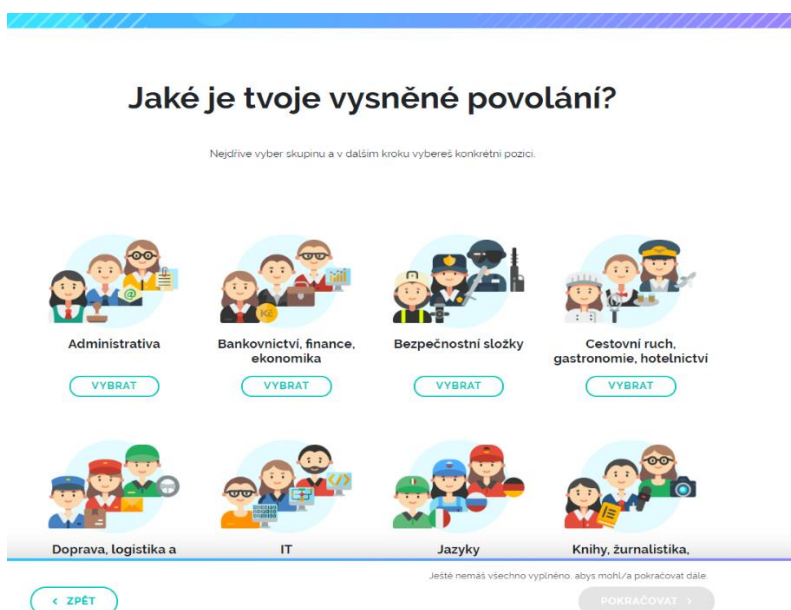 Jaké je tvoje vysněné povolání?
Nejdříve vyber skupinu a v dalším kroku vybereš konkrétní pozici.
@
Kč
Administrativa
Bankovnictví, finance,
ekonomika
Bezpečnostní složky
Cestovní ruch,
gastronomie, hotelnictví
VYBRAT
VYBRAT
VYBRAT
VYBRAT
</>
Doprava, logistika a
IT
Jazyky
Knihy, žurnalistika,
Ještě nemáš všechno vyplněno, abys mohl/a pokračovat dále.
< ZPĚT
POKRAČOVAT >